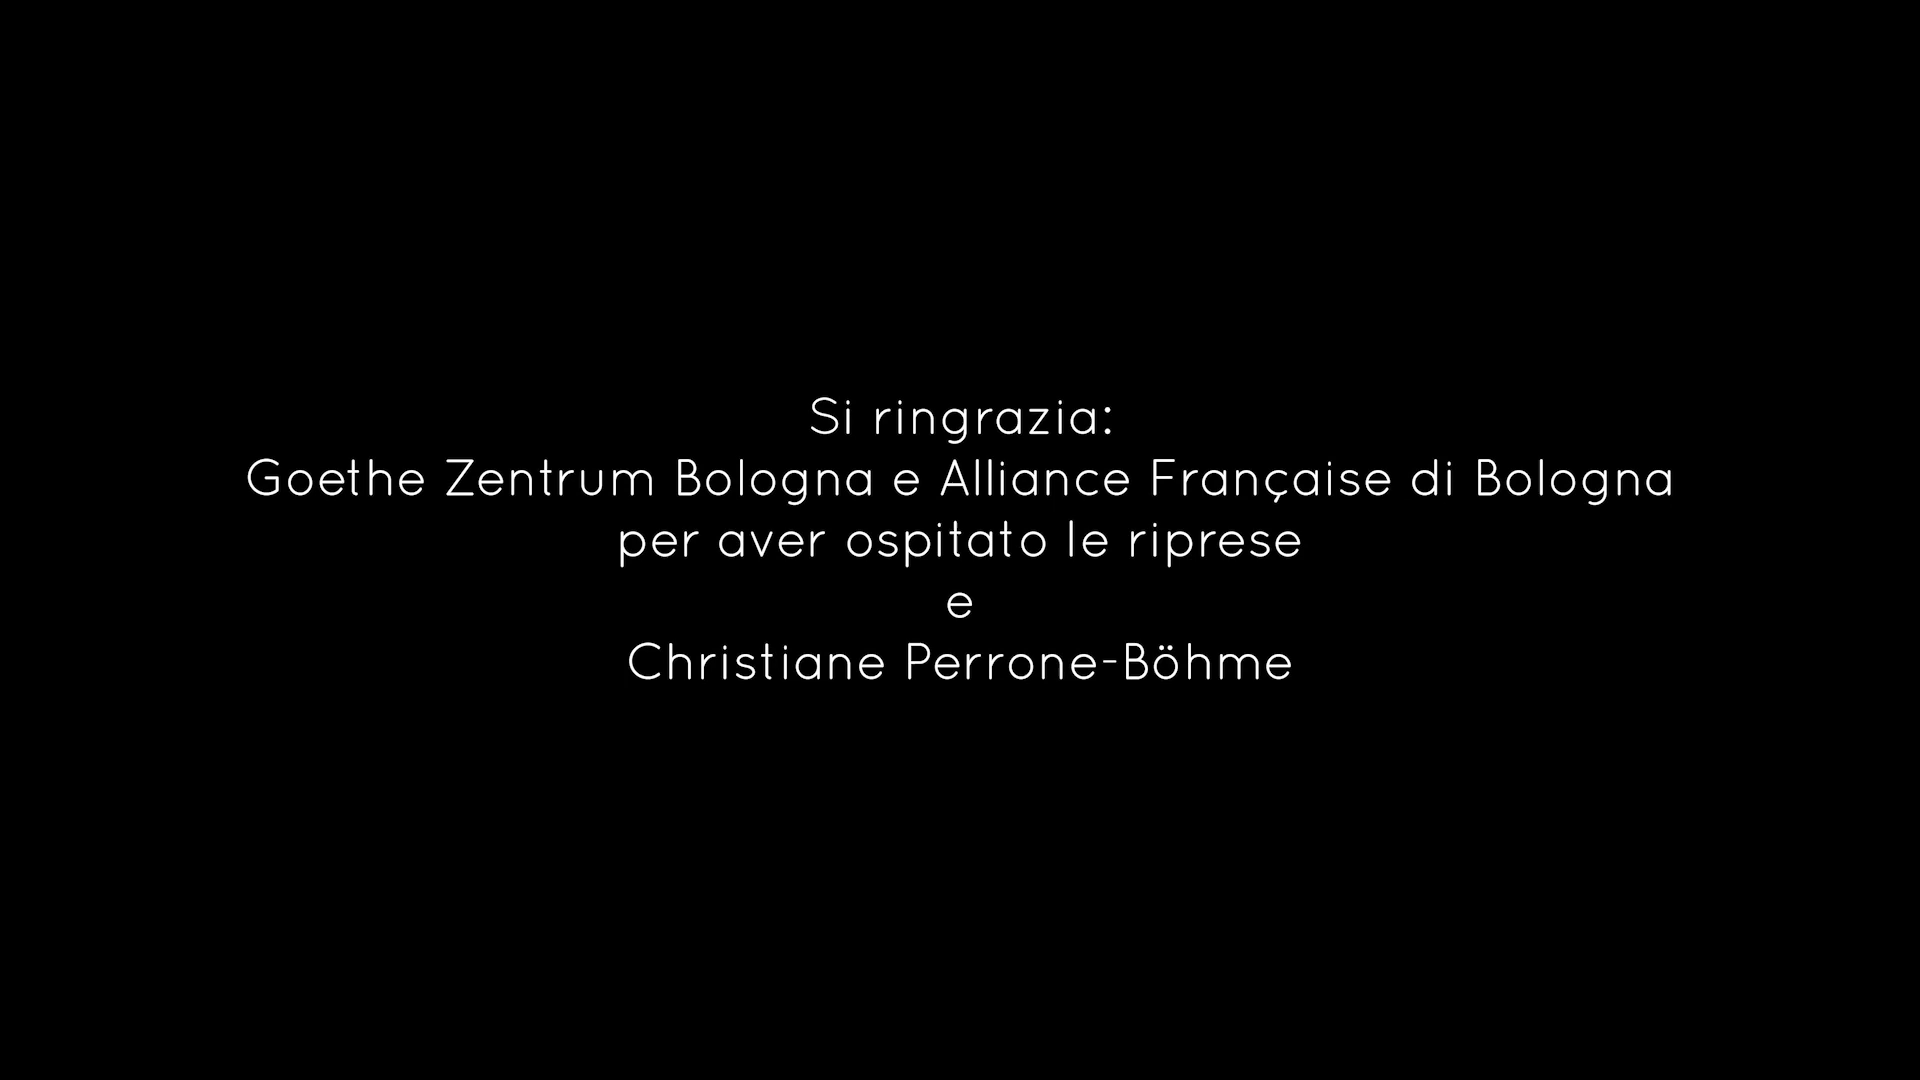 Si ringrazia:
Goethe Zentrum Bologna e Alliance Française di Bologna
per aver ospitato le riprese
e
Christiane Perrone-Böhme